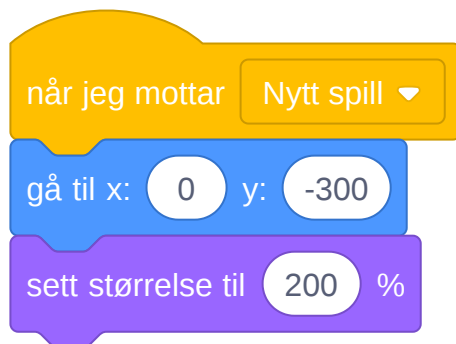 når jeg mottar Nytt spill
gå til x: 0 y: -300
sett størrelse til 200 %